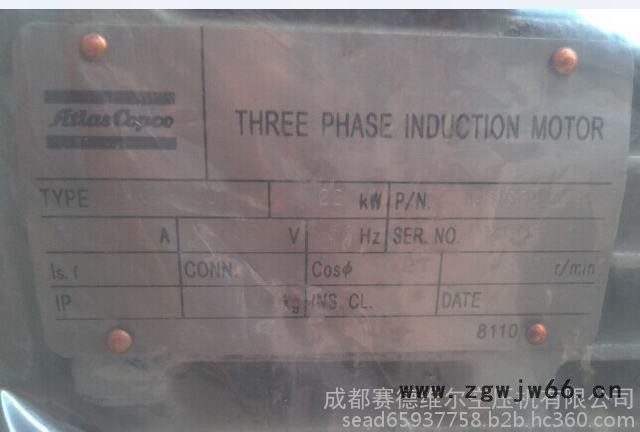 Atlas Copco
THREE PHASE INDUCTION MOTOR
TYPE 22 kW P/N.
A V Hz SER. NO.
Is.f CONN. Cosϕ r/min
IP kg INS. CL. DATE
8110
www.zgwjw66.cn
成都赛德维尔空压机有限公司
sead65937758.b2b.hc360.com